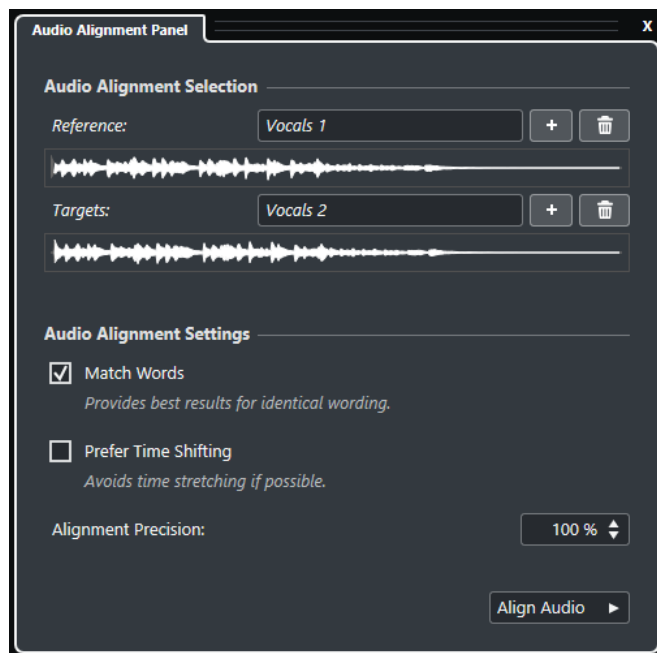 Audio Alignment Panel X
Audio Alignment Selection
Reference: Vocals 1 +
Targets: Vocals 2 +
Audio Alignment Settings
Match Words
Provides best results for identical wording.
Prefer Time Shifting
Avoids time stretching if possible.
Alignment Precision: 100 %
Align Audio